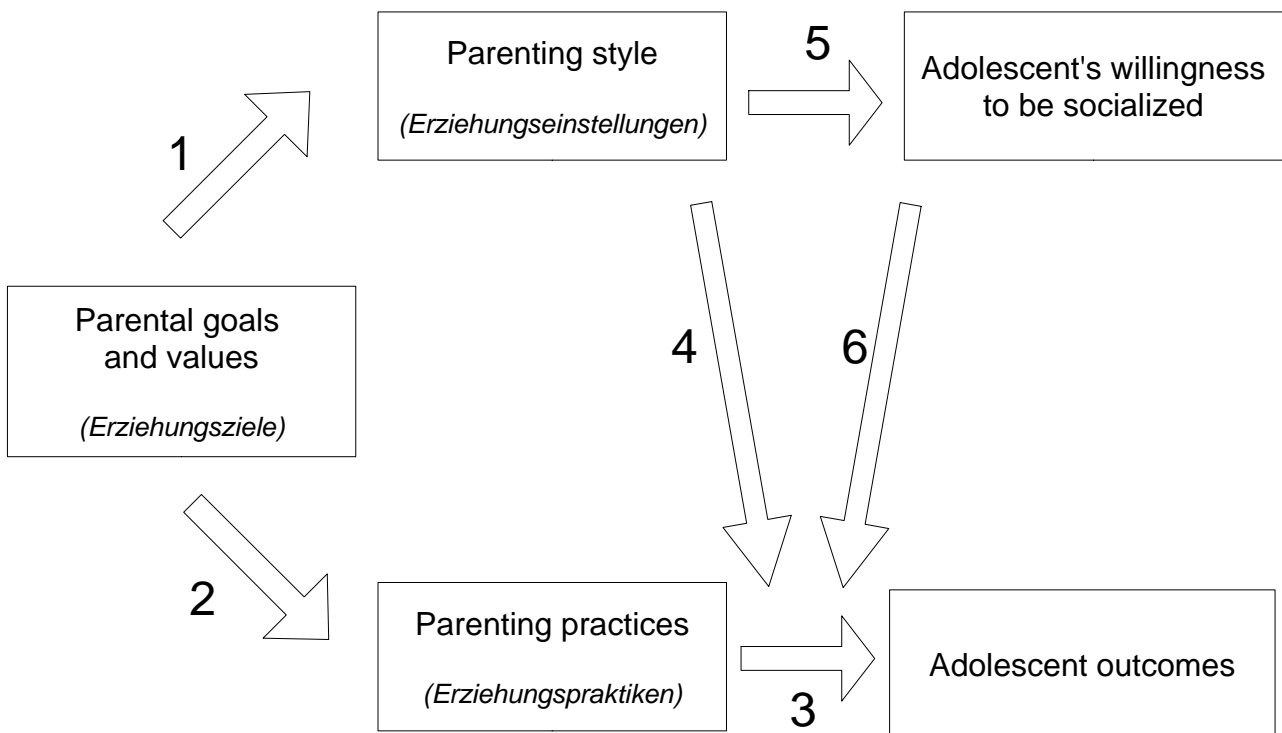 Parenting style
(Erziehungseinstellungen)
5
Adolescent's willingness
to be socialized
1
Parental goals
and values
(Erziehungsziele)
4
6
2
Parenting practices
(Erziehungspraktiken)
3
Adolescent outcomes